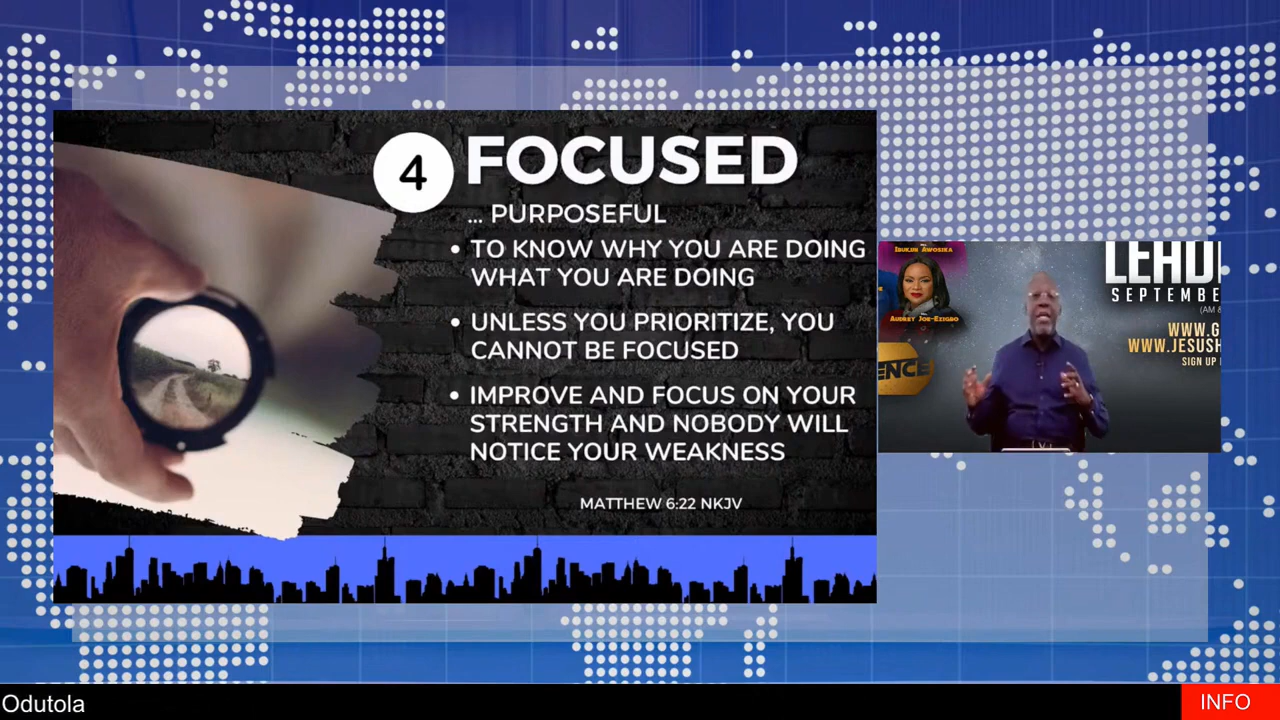 4
FOCUSED
... PURPOSEFUL
• TO KNOW WHY YOU ARE DOING
WHAT YOU ARE DOING
• UNLESS YOU PRIORITIZE, YOU
CANNOT BE FOCUSED
• IMPROVE AND FOCUS ON YOUR
STRENGTH AND NOBODY WILL
NOTICE YOUR WEAKNESS
MATTHEW 6:22 NKJV
IBUKUN AWOSIKA
AUDREY JOE-EZIGBO
ENCE
SEPTEMBE
(AM &
WWW.G
WWW.JESUSH
SIGN UP
Odutola
INFO